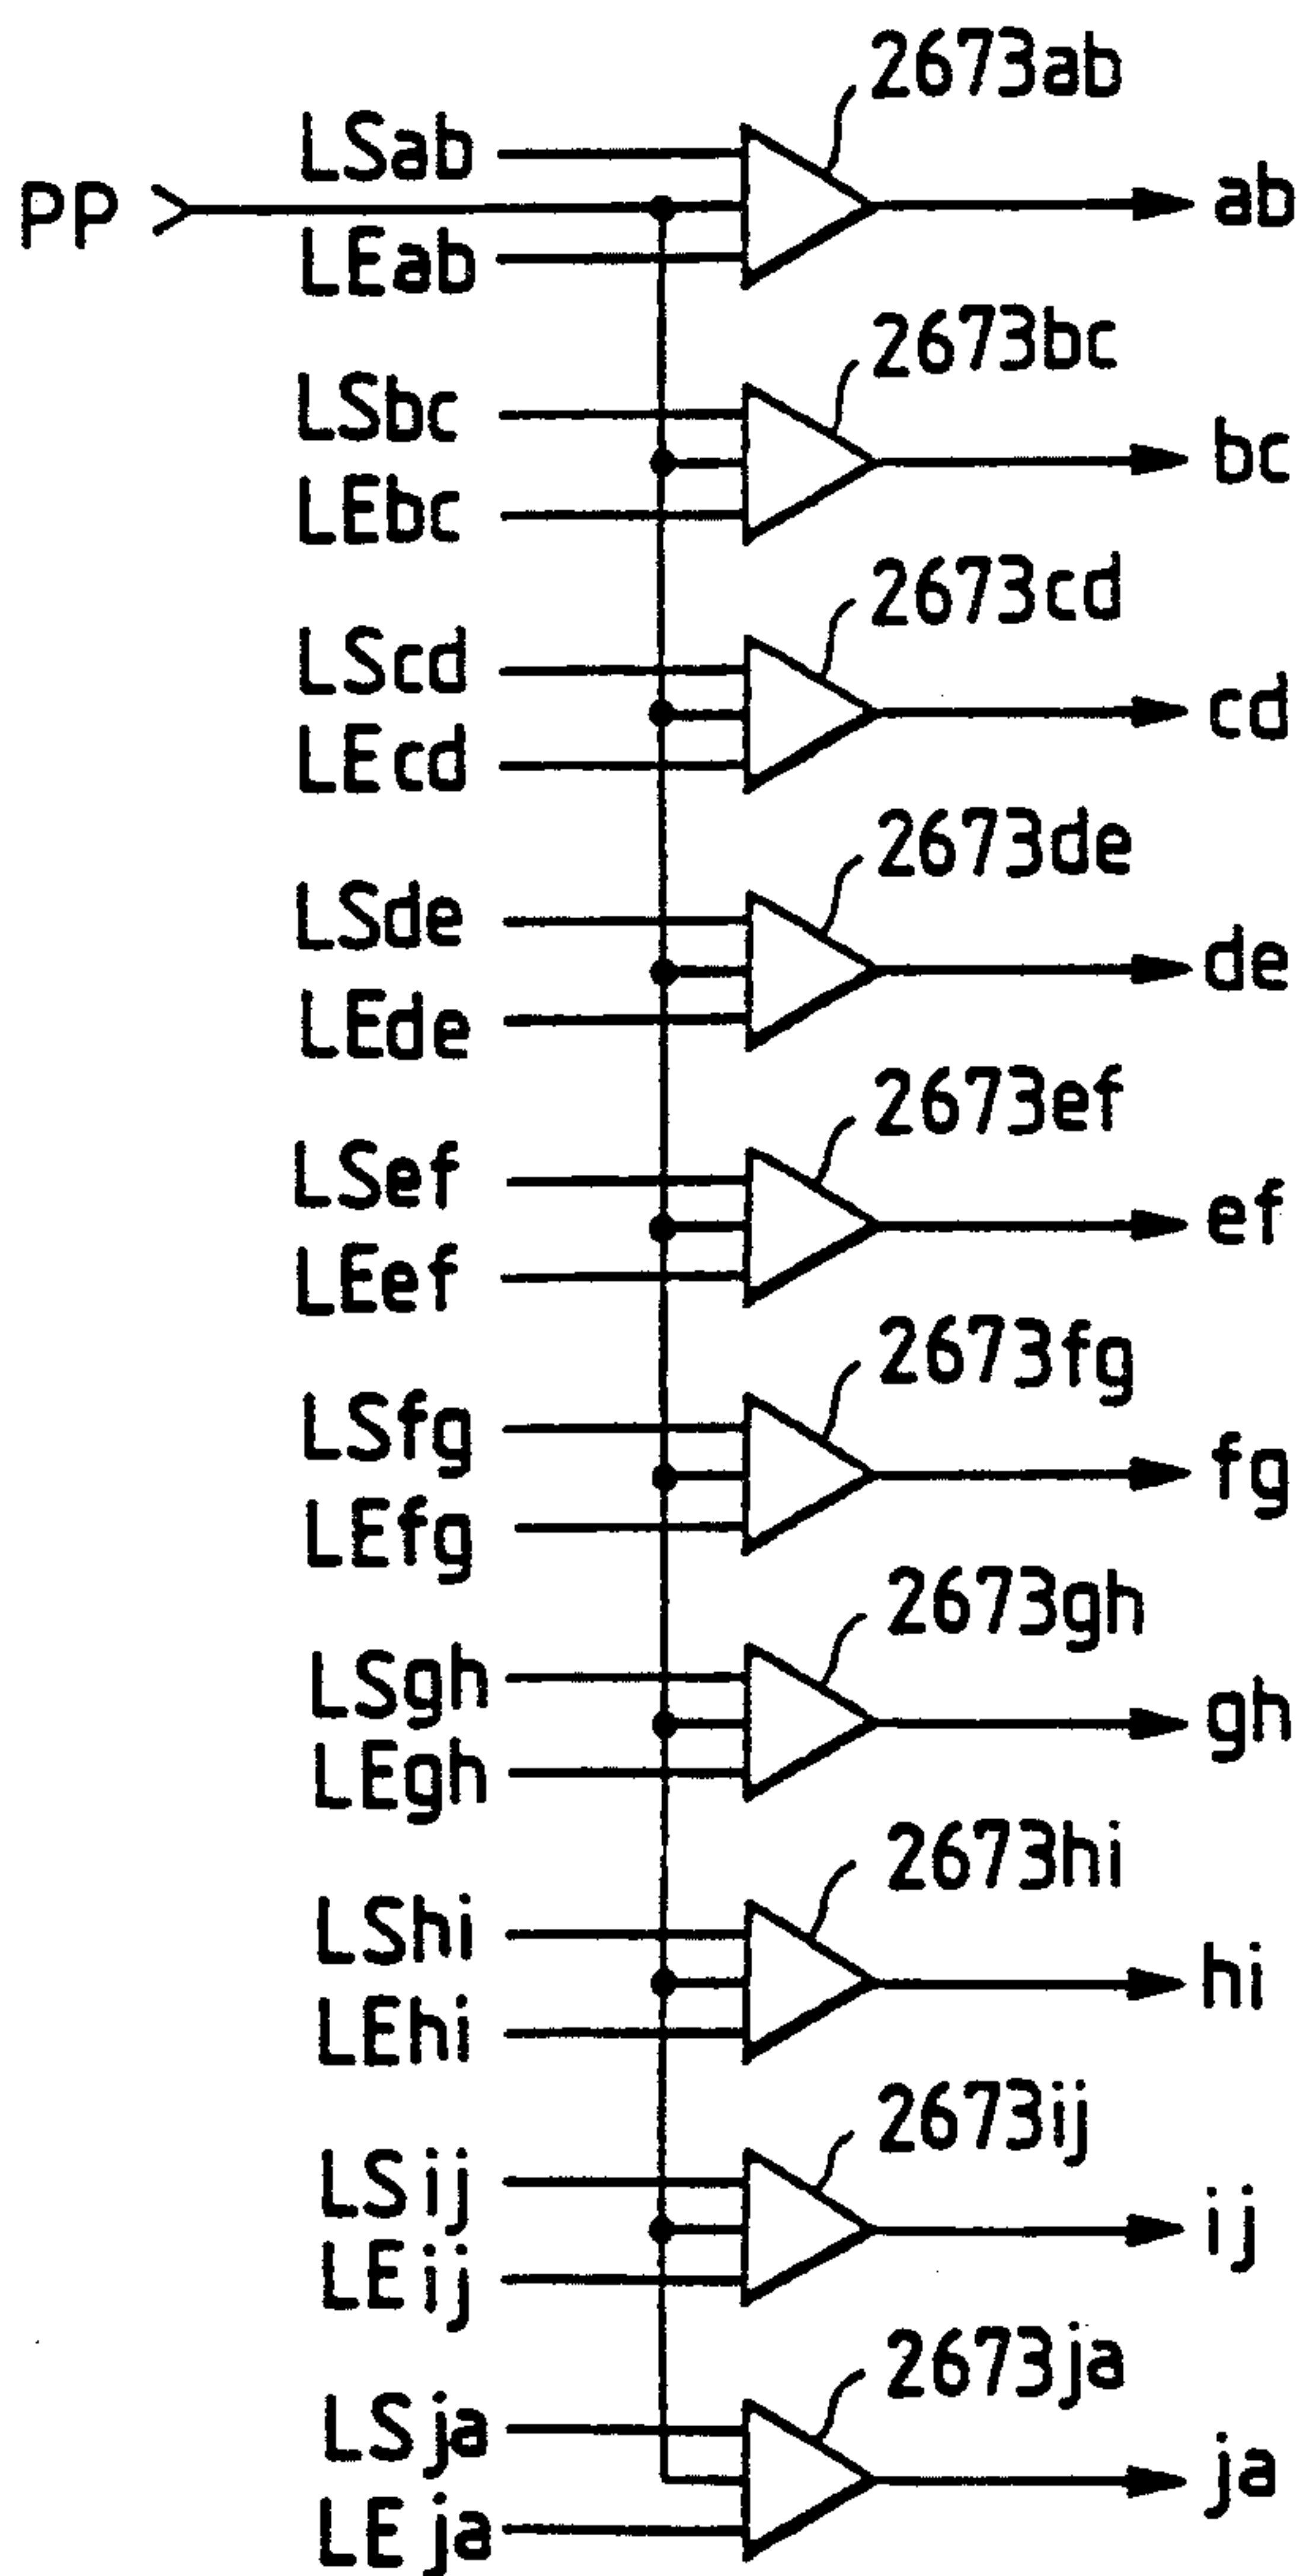 2673ab
LSab
PP
ab
LEab
2673bc
LSbc
bc
LEbc
2673cd
LScd
cd
LEcd
2673de
LSde
de
LEde
2673ef
LSef
ef
LEef
2673fg
LSfg
fg
LEfg
2673gh
LSgh
gh
LEgh
2673hi
LShi
hi
LEhi
2673ij
LSij
ij
LEij
2673ja
LSja
ja
LEja